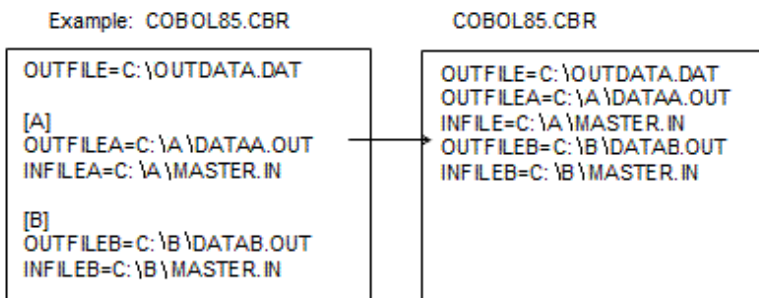 Example: COBOL85.CBR
COBOL85.CBR
OUTFILE=C:\OUTDATA.DAT
[A]
OUTFILEA=C:\A\DATAA.OUT
INFILEA=C:\A\MASTER.IN
[B]
OUTFILEB=C:\B\DATAB.OUT
INFILEB=C:\B\MASTER.IN
OUTFILE=C:\OUTDATA.DAT
OUTFILEA=C:\A\DATAA.OUT
INFILE=C:\A\MASTER.IN
OUTFILEB=C:\B\DATAB.OUT
INFILEB=C:\B\MASTER.IN